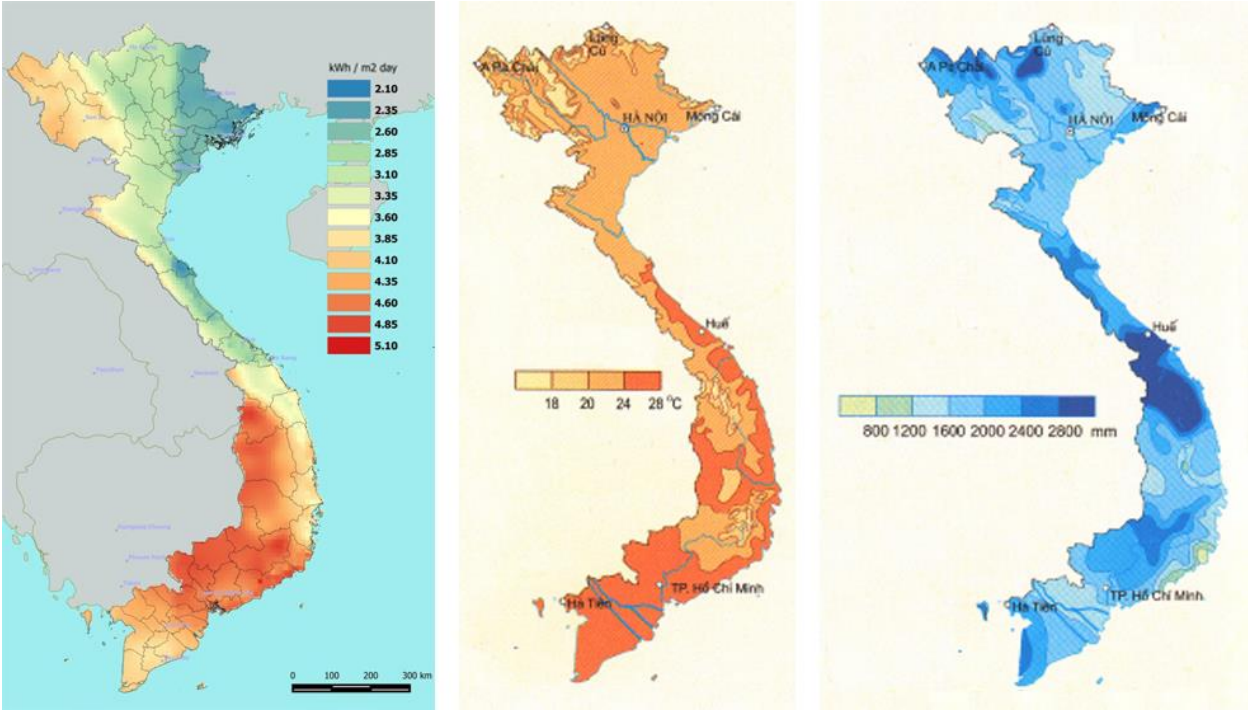 kWh / m2 day
2.10
2.35
2.60
2.85
3.10
3.35
3.60
3.85
4.10
4.35
4.60
4.85
5.10
0 100 200 300 km
Lũng
Cú
A Pa Chải
HÀ NỘI
Móng Cái
Huế
18 20 24 28 °C
TP. Hồ Chí Minh
Hà Tiên
Lũng
Cú
A Pa Chải
HÀ NỘI
Móng Cái
Huế
800 1200 1600 2000 2400 2800 mm
TP. Hồ Chí Minh
Hà Tiên